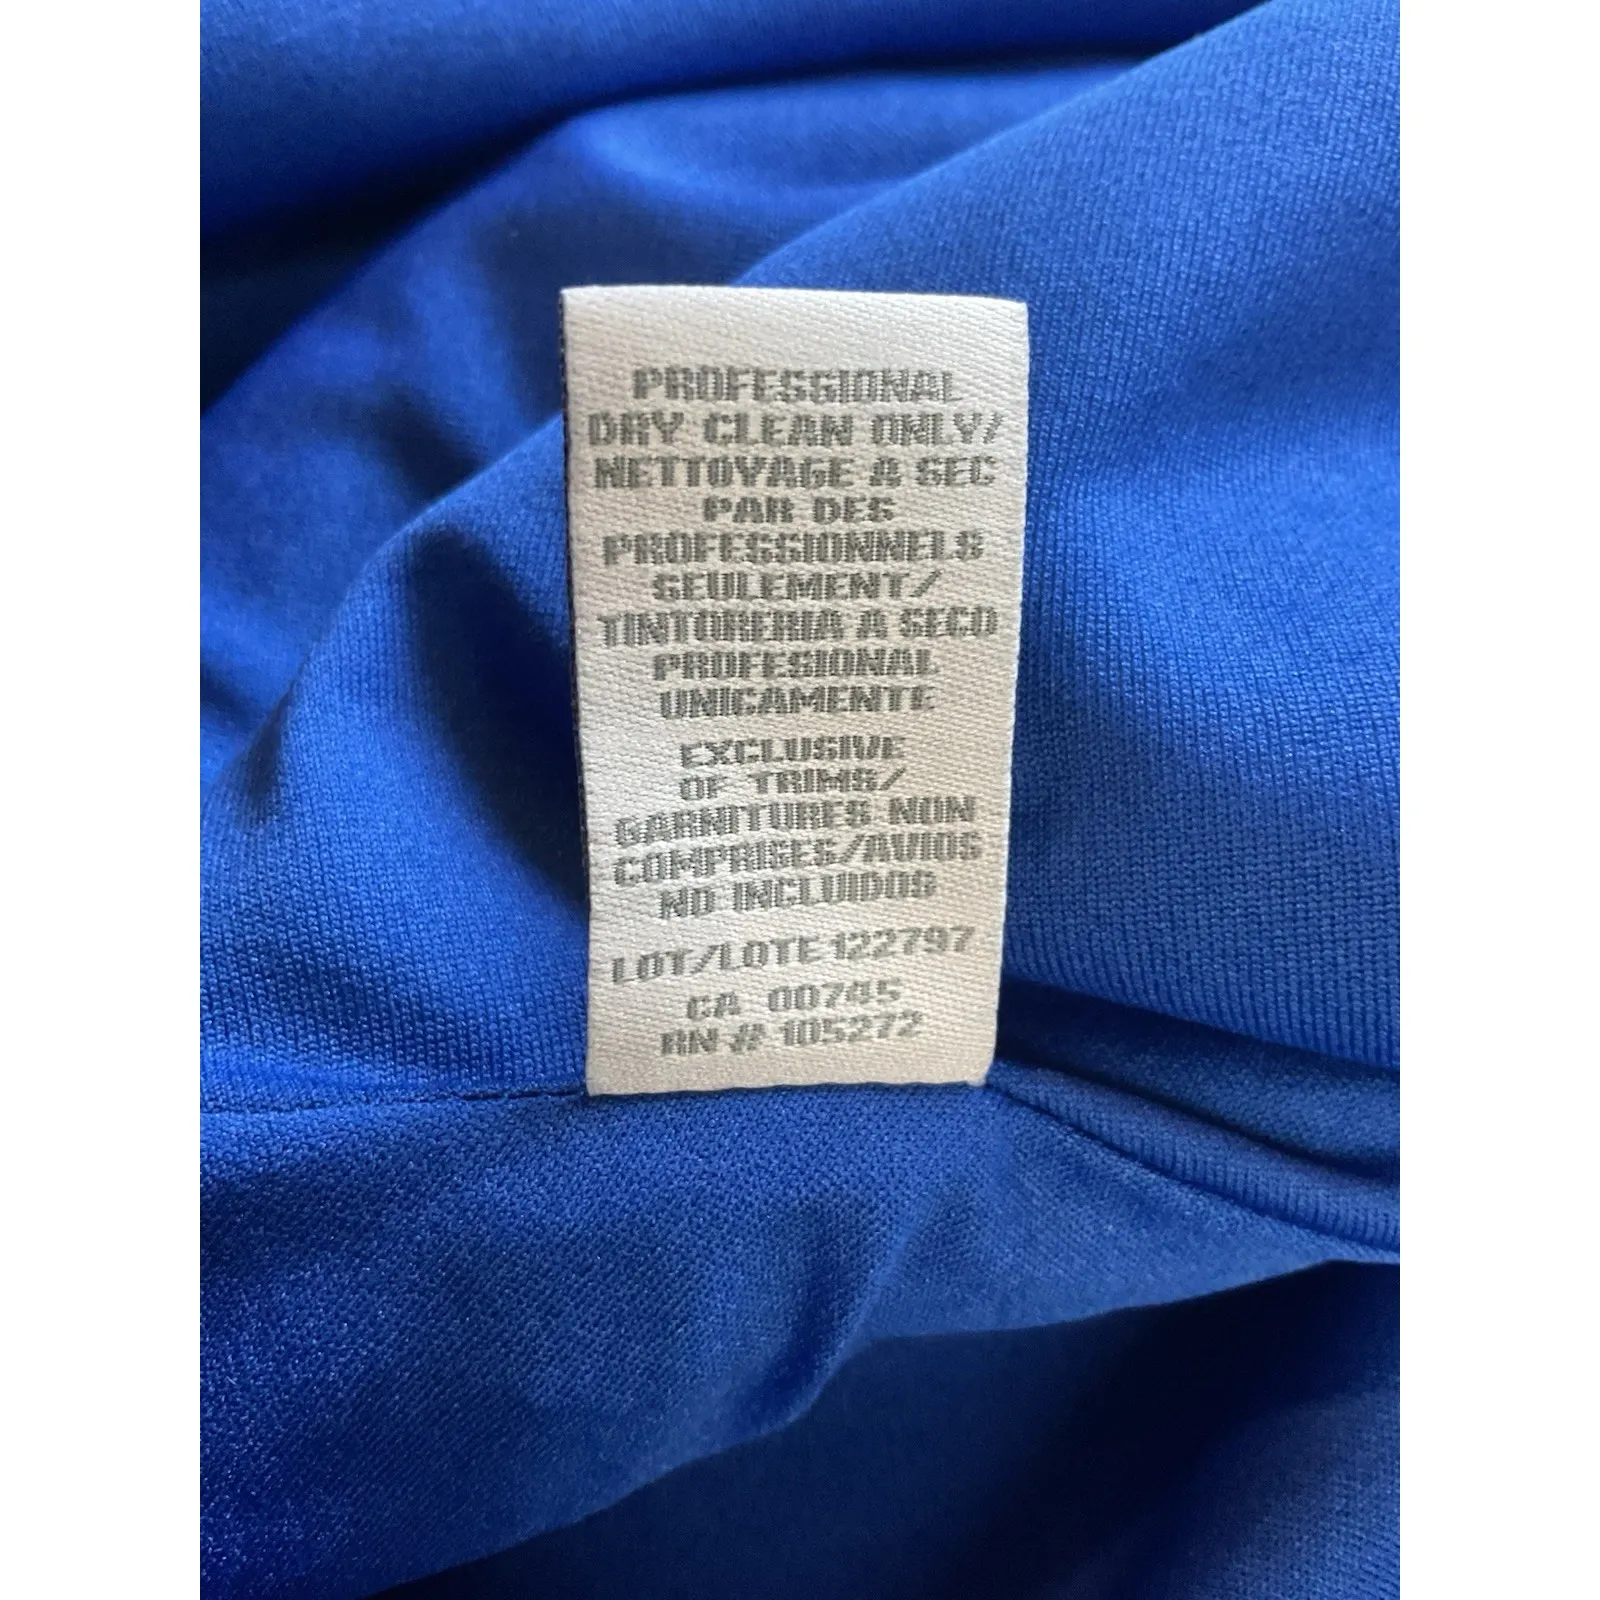 PROFESSIONAL
DRY CLEAN ONLY/
NETTOYAGE A SEC
PAR DES
PROFESSIONNELS
SEULEMENT/
TINTORERIA A SECO
PROFESIONAL
UNICAMENTE
EXCLUSIVE
OF TRIMS/
GARNITURES NON
COMPRISES/AVIOS
NO INCLUIDOS
LOT/LOTE 122797
CA 00745
RN # 105272